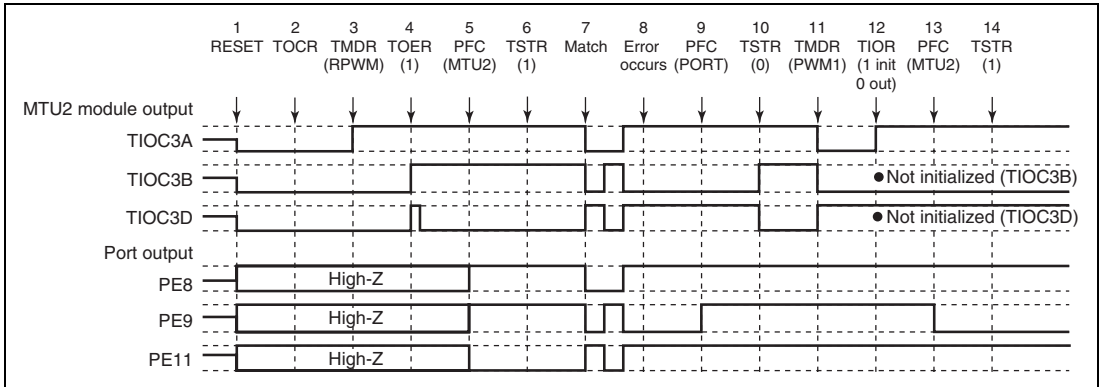 1 2 3 4 5 6 7 8 9 10 11 12 13 14
RESET TOCR TMDR TOER PFC TSTR Match Error PFC TSTR TMDR TIOR PFC TSTR
(RPWM) (1) (MTU2) (1) occurs (PORT) (0) (PWM1) (1 init (MTU2) (1)
0 out)
MTU2 module output
TIOC3A
TIOC3B
● Not initialized (TIOC3B)
TIOC3D
● Not initialized (TIOC3D)
Port output
PE8
High-Z
PE9
High-Z
PE11
High-Z